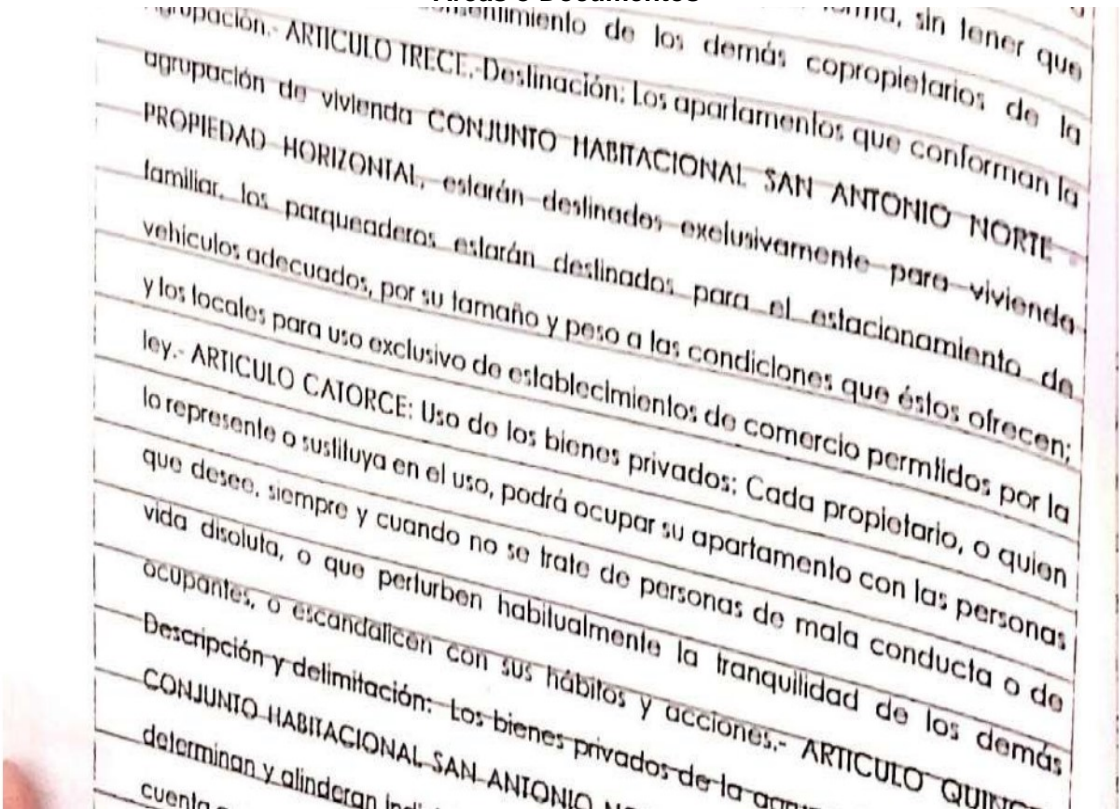 Áreas o Documentos
consentimiento de los demás copropietarios de la
forma, sin tener que
Agrupación.- ARTICULO TRECE.-Destinación: Los apartamentos que conforman la
agrupación de vivienda CONJUNTO HABITACIONAL SAN ANTONIO NORTE -
PROPIEDAD HORIZONTAL, estarán destinados exclusivamente para vivienda
familiar, los parqueaderos estarán destinados para el estacionamiento de
vehículos adecuados, por su tamaño y peso a las condiciones que éstos ofrecen;
y los locales para uso exclusivo de establecimientos de comercio permtidos por la
ley.- ARTICULO CATORCE: Uso de los bienes privados: Cada propietario, o quien
lo represente o sustituya en el uso, podrá ocupar su apartamento con las personas
que desee, siempre y cuando no se trate de personas de mala conducta o de
vida disoluta, o que perturben habitualmente la tranquilidad de los demás
ocupantes, o escandalicen con sus hábitos y acciones.- ARTICULO
Descripción y delimitación: Los bienes privados de la
CONJUNTO HABITACIONAL SAN ANTONIO
determinan y alinderan
cuenta